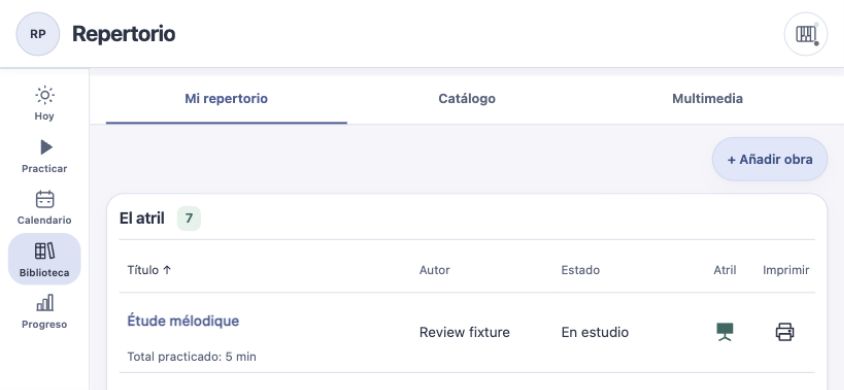 RP
Repertorio
Hoy
Practicar
Calendario
Biblioteca
Progreso
Mi repertorio
Catálogo
Multimedia
+ Añadir obra
El atril 7
Título ↑ Autor Estado Atril Imprimir
Étude mélodique
Review fixture
En estudio
Total practicado: 5 min